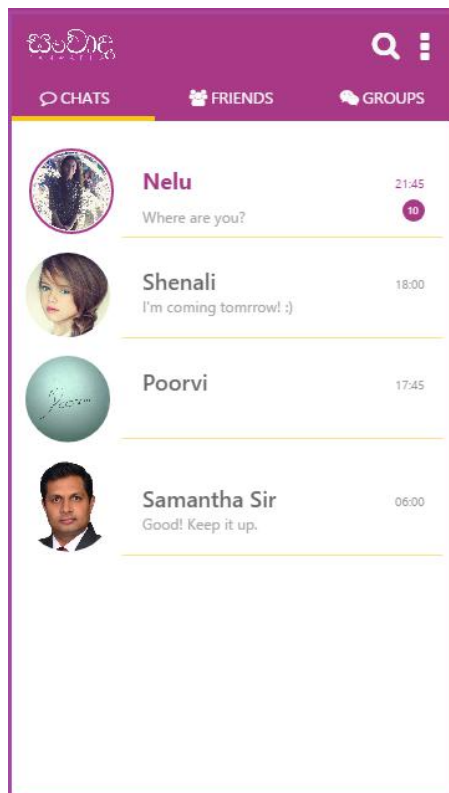 සංවාද
CHATS FRIENDS GROUPS
Nelu 21:45
Where are you? 10
Shenali 18:00
I'm coming tomrrow! :)
Poorvi 17:45
Samantha Sir 06:00
Good! Keep it up.